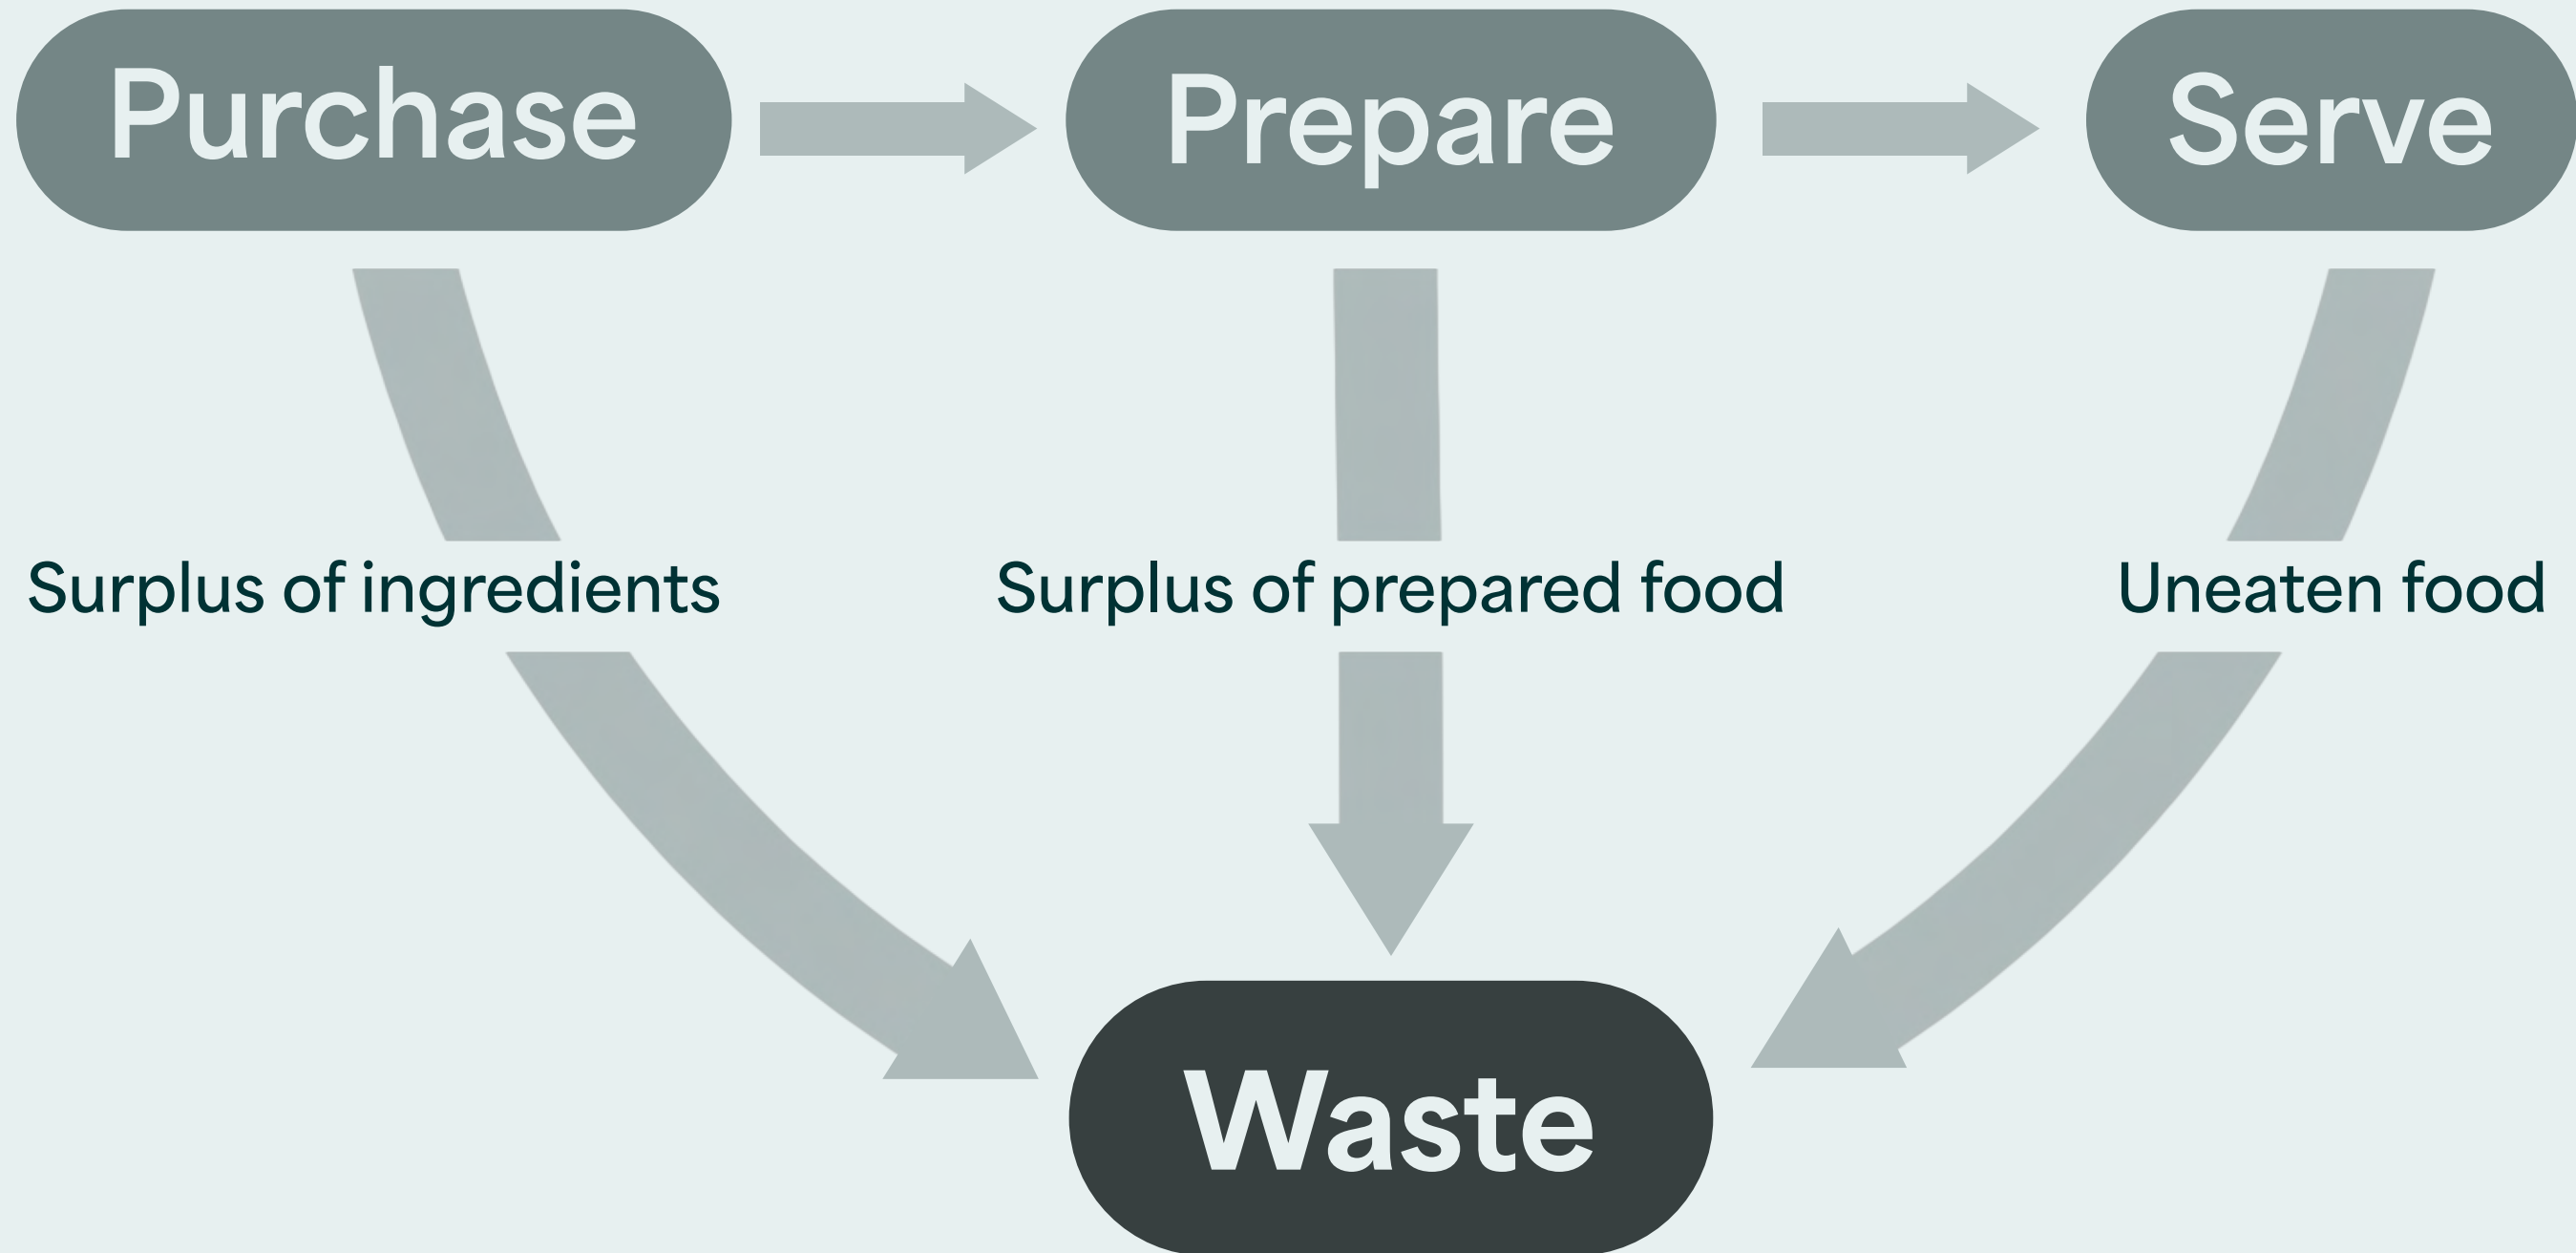 Purchase
Prepare
Serve
Surplus of ingredients
Surplus of prepared food
Uneaten food
Waste